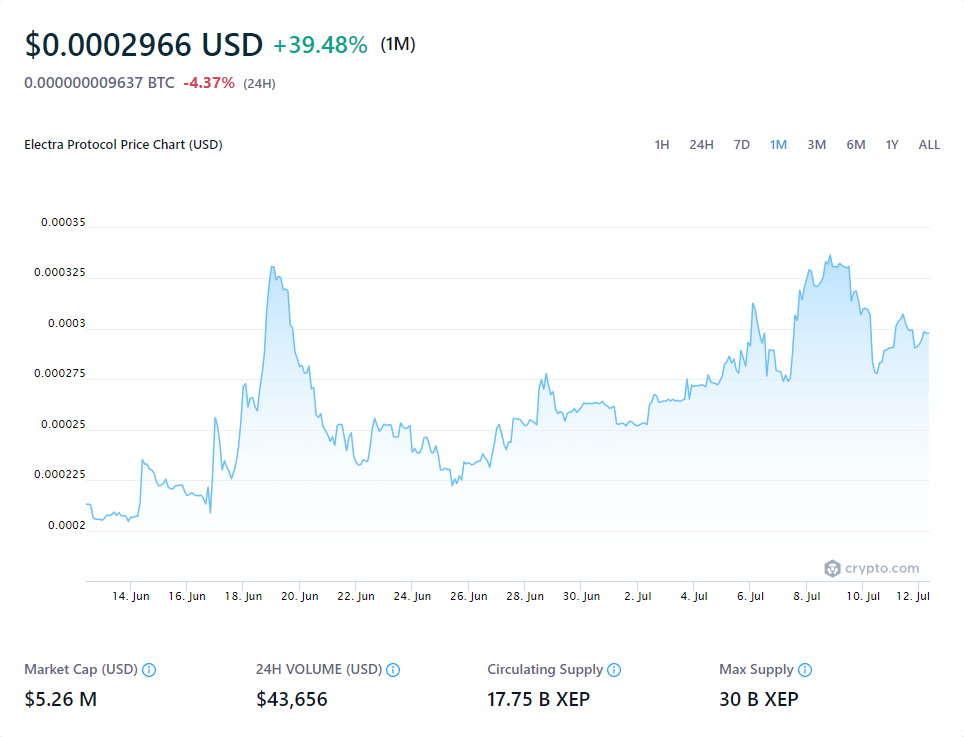 $0.0002966 USD +39.48% (1M)
0.000000009637 BTC -4.37% (24H)
Electra Protocol Price Chart (USD) 1H 24H 7D 1M 3M 6M 1Y ALL
0.00035
0.000325
0.0003
0.000275
0.00025
0.000225
0.0002
crypto.com
14. Jun 16. Jun 18. Jun 20. Jun 22. Jun 24. Jun 26. Jun 28. Jun 30. Jun 2. Jul 4. Jul 6. Jul 8. Jul 10. Jul 12. Jul
Market Cap (USD) 24H VOLUME (USD) Circulating Supply Max Supply
$5.26 M $43,656 17.75 B XEP 30 B XEP